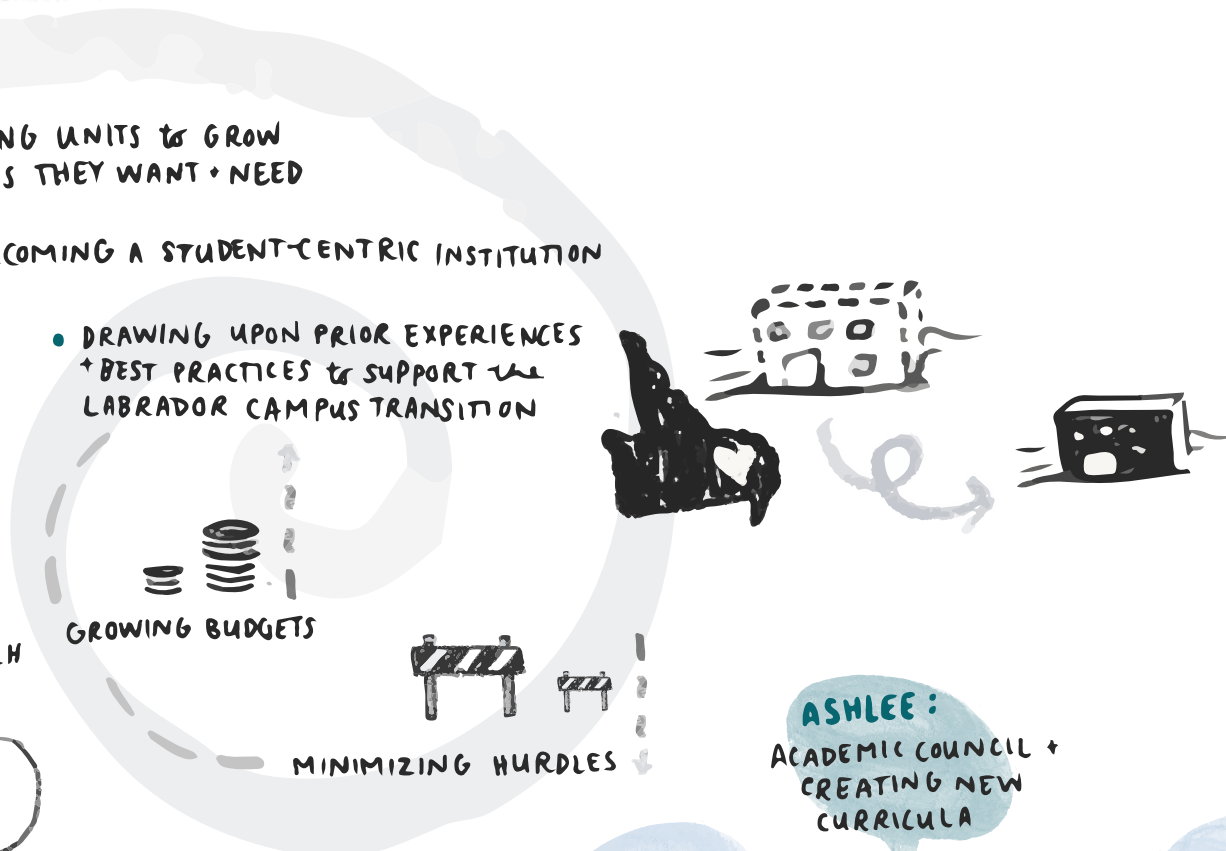 NG UNITS to GROW
S THEY WANT + NEED
COMING A STUDENT-CENTRIC INSTITUTION
• DRAWING UPON PRIOR EXPERIENCES
+ BEST PRACTICES to SUPPORT the
LABRADOR CAMPUS TRANSITION
GROWING BUDGETS
H
MINIMIZING HURDLES
ASHLEE:
ACADEMIC COUNCIL +
CREATING NEW
CURRICULA